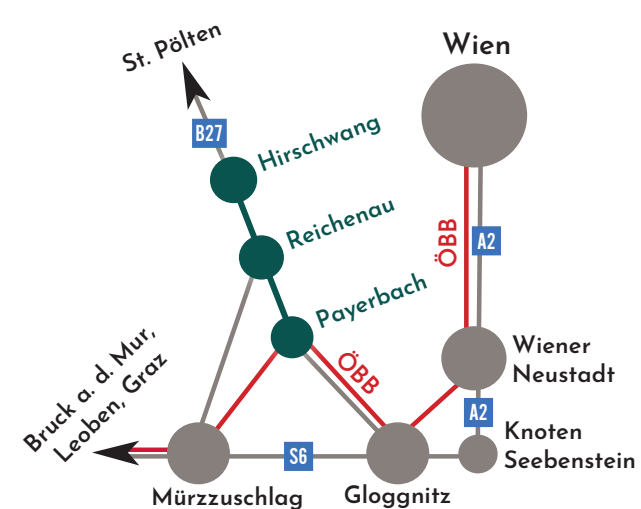 St. Pölten
Wien
B27
Hirschwang
Reichenau
ÖBB
A2
Payerbach
ÖBB
Wiener
Neustadt
Bruck a. d. Mur,
Leoben, Graz
A2
Knoten
Seebenstein
S6
Mürzzuschlag
Gloggnitz